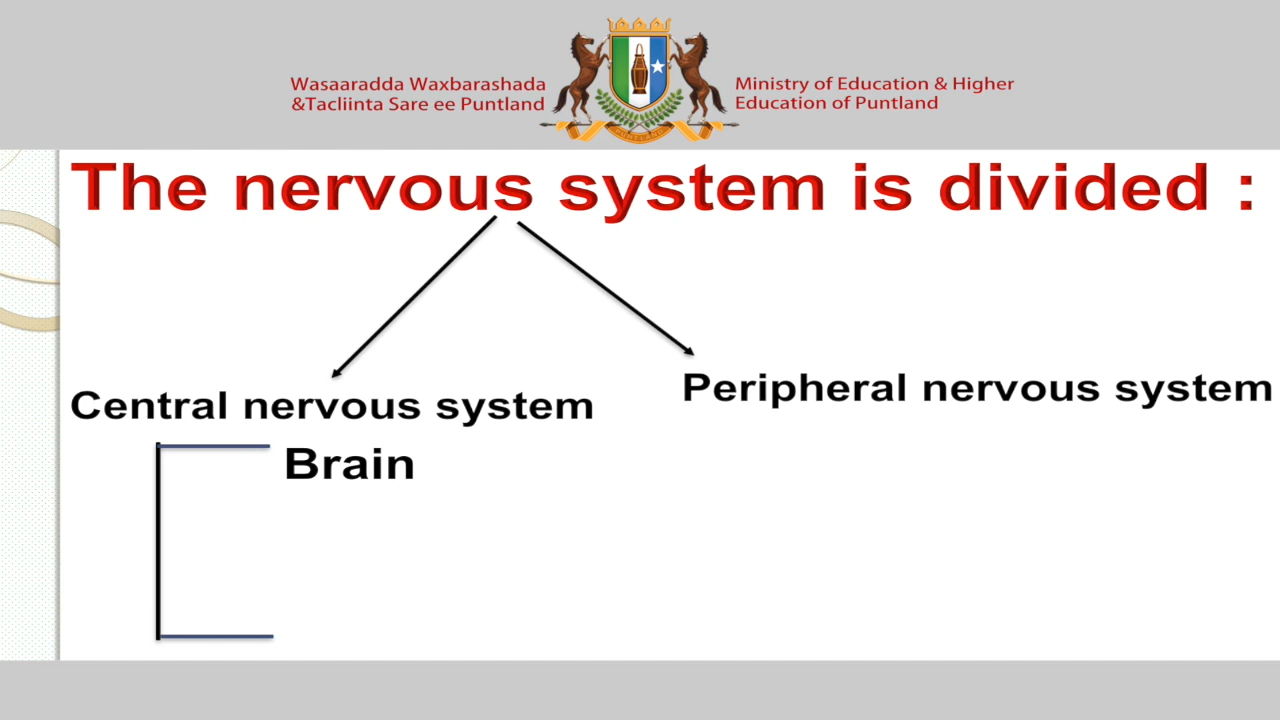 Wasaaradda Waxbarashada
&Tacliinta Sare ee Puntland
Ministry of Education & Higher
Education of Puntland
The nervous system is divided :
Central nervous system
Peripheral nervous system
Brain